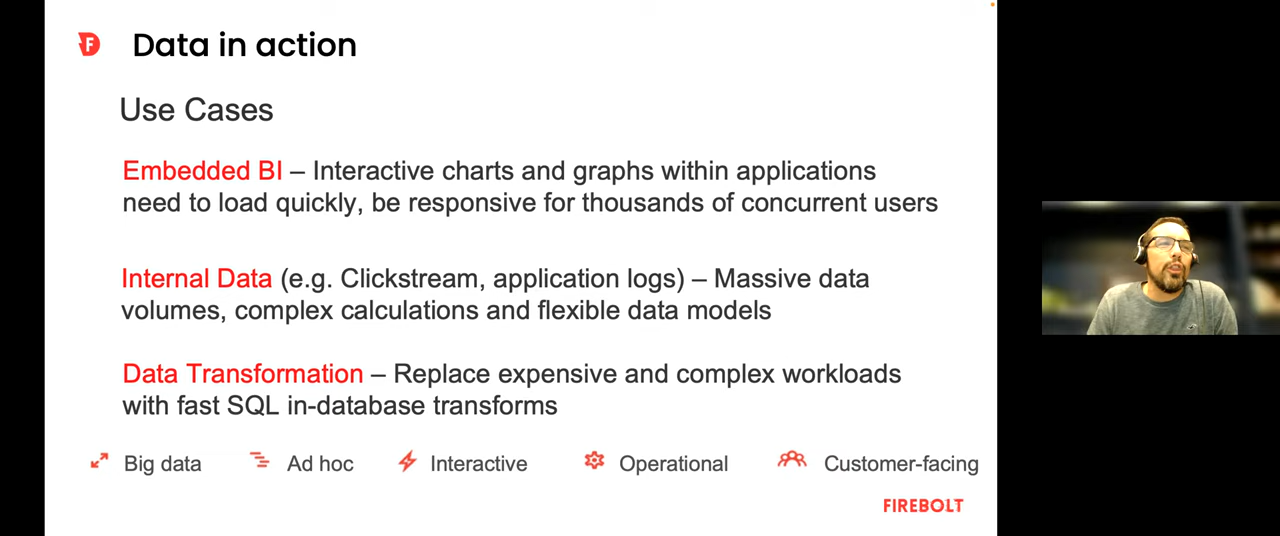 Data in action
Use Cases
Embedded BI – Interactive charts and graphs within applications
need to load quickly, be responsive for thousands of concurrent users
Internal Data (e.g. Clickstream, application logs) – Massive data
volumes, complex calculations and flexible data models
Data Transformation – Replace expensive and complex workloads
with fast SQL in-database transforms
Big data Ad hoc Interactive Operational Customer-facing
FIREBOLT